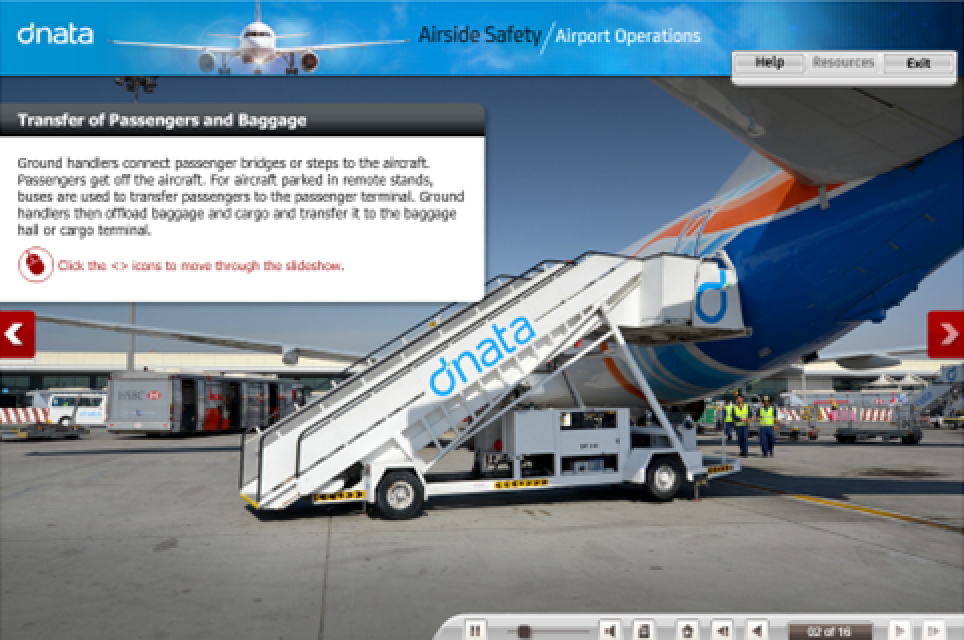 dnata
Airside Safety/Airport Operations
Help Resources Exit
Transfer of Passengers and Baggage
Ground handlers connect passenger bridges or steps to the aircraft.
Passengers get off the aircraft. For aircraft parked in remote stands,
buses are used to transfer passengers to the passenger terminal. Ground
handlers then offload baggage and cargo and transfer it to the baggage
hall or cargo terminal.
Click the <> icons to move through the slideshow.
d
dnata
HSBC
02 of 16